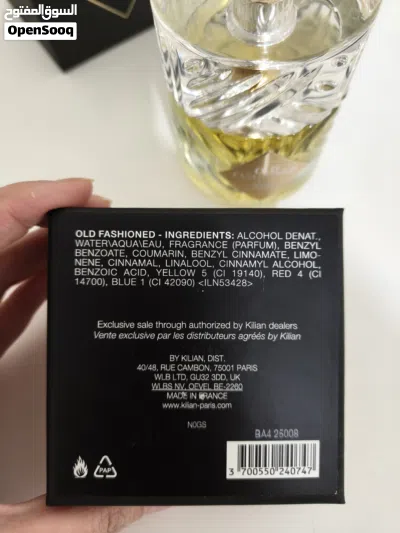 السوق المفتوح
OpenSooq
OLD FASHIONED - INGREDIENTS: ALCOHOL DENAT.,
WATER\AQUA\EAU, FRAGRANCE (PARFUM), BENZYL
BENZOATE, COUMARIN, BENZYL CINNAMATE, LIMO-
NENE, CINNAMAL, LINALOOL, CINNAMYL ALCOHOL,
BENZOIC ACID, YELLOW 5 (CI 19140), RED 4 (CI
14700), BLUE 1 (CI 42090) <ILN53428>
Exclusive sale through authorized by Kilian dealers
Vente exclusive par les distributeurs agréés by Kilian
BY KILIAN, DIST.
40/48, RUE CAMBON, 75001 PARIS
WLB LTD, GU32 3DD, UK
WLBS NV, OEVEL BE-2260
MADE IN FRANCE
www.kilian-paris.com
N0GS
BA4 26008
PAP
3 700550 240747